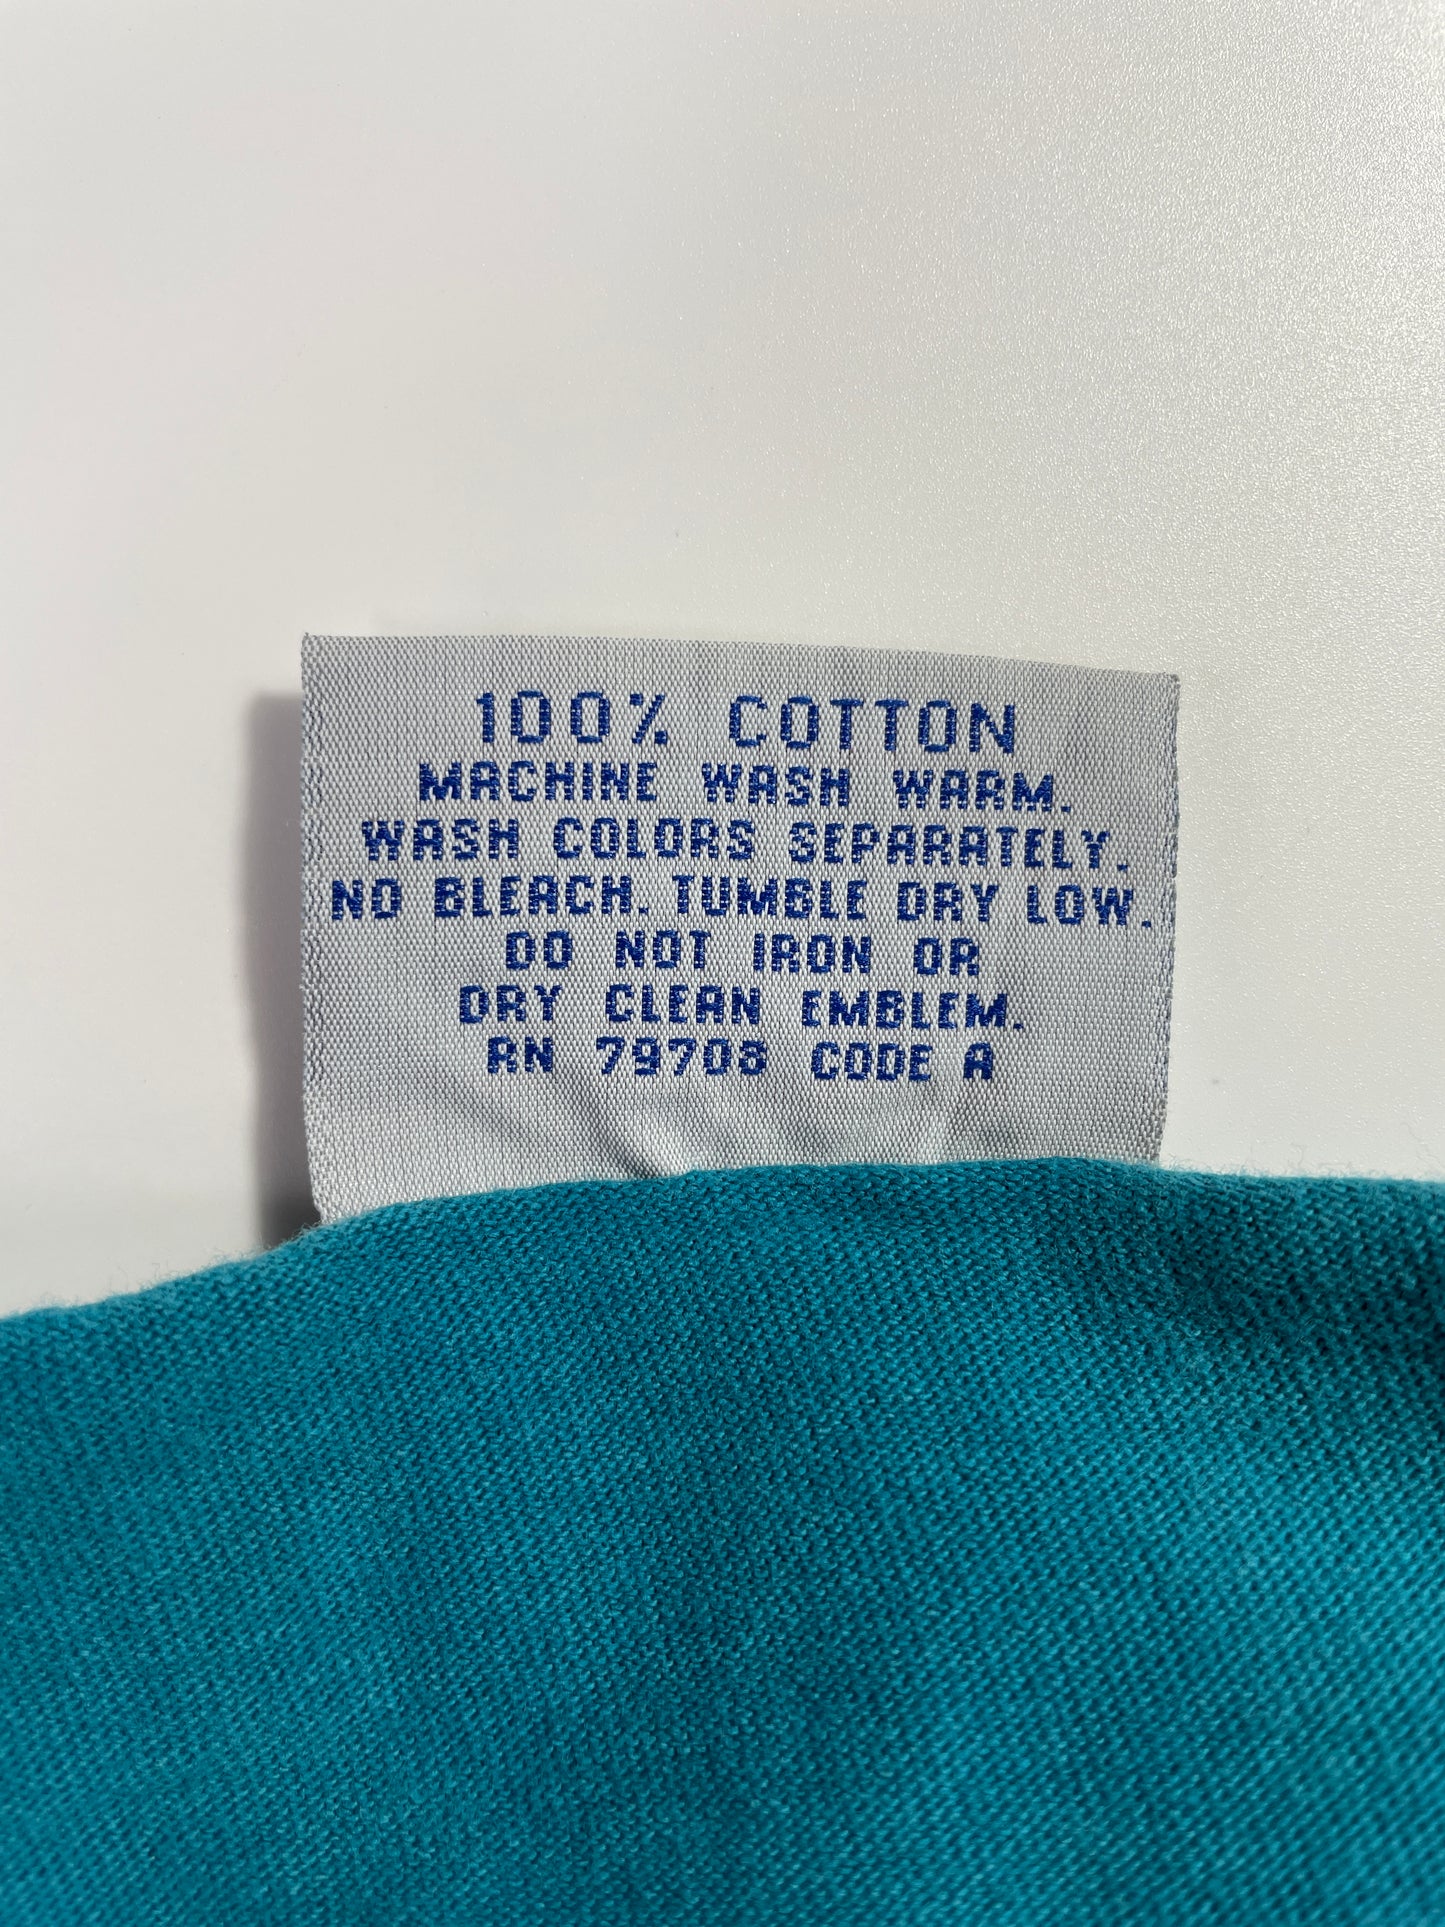 100% COTTON
MACHINE WASH WARM.
WASH COLORS SEPARATELY.
NO BLEACH. TUMBLE DRY LOW.
DO NOT IRON OR
DRY CLEAN EMBLEM.
RN 79708 CODE A